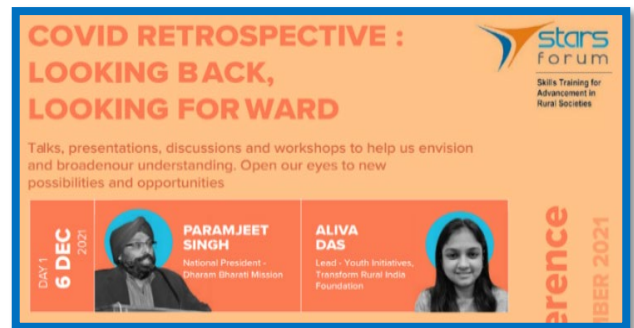 COVID RETROSPECTIVE :
LOOKING BACK,
LOOKING FORWARD
stars
forum
Skills Training for
Advancement in
Rural Societies
Talks, presentations, discussions and workshops to help us envision
and broadenour understanding. Open our eyes to new
possibilities and opportunities
DAY 1
6 DEC
2021
PARAMJEET
SINGH
National President -
Dharam Bharati Mission
ALIVA
DAS
Lead - Youth Initiatives,
Transform Rural India
Foundation
erence
MBER 2021